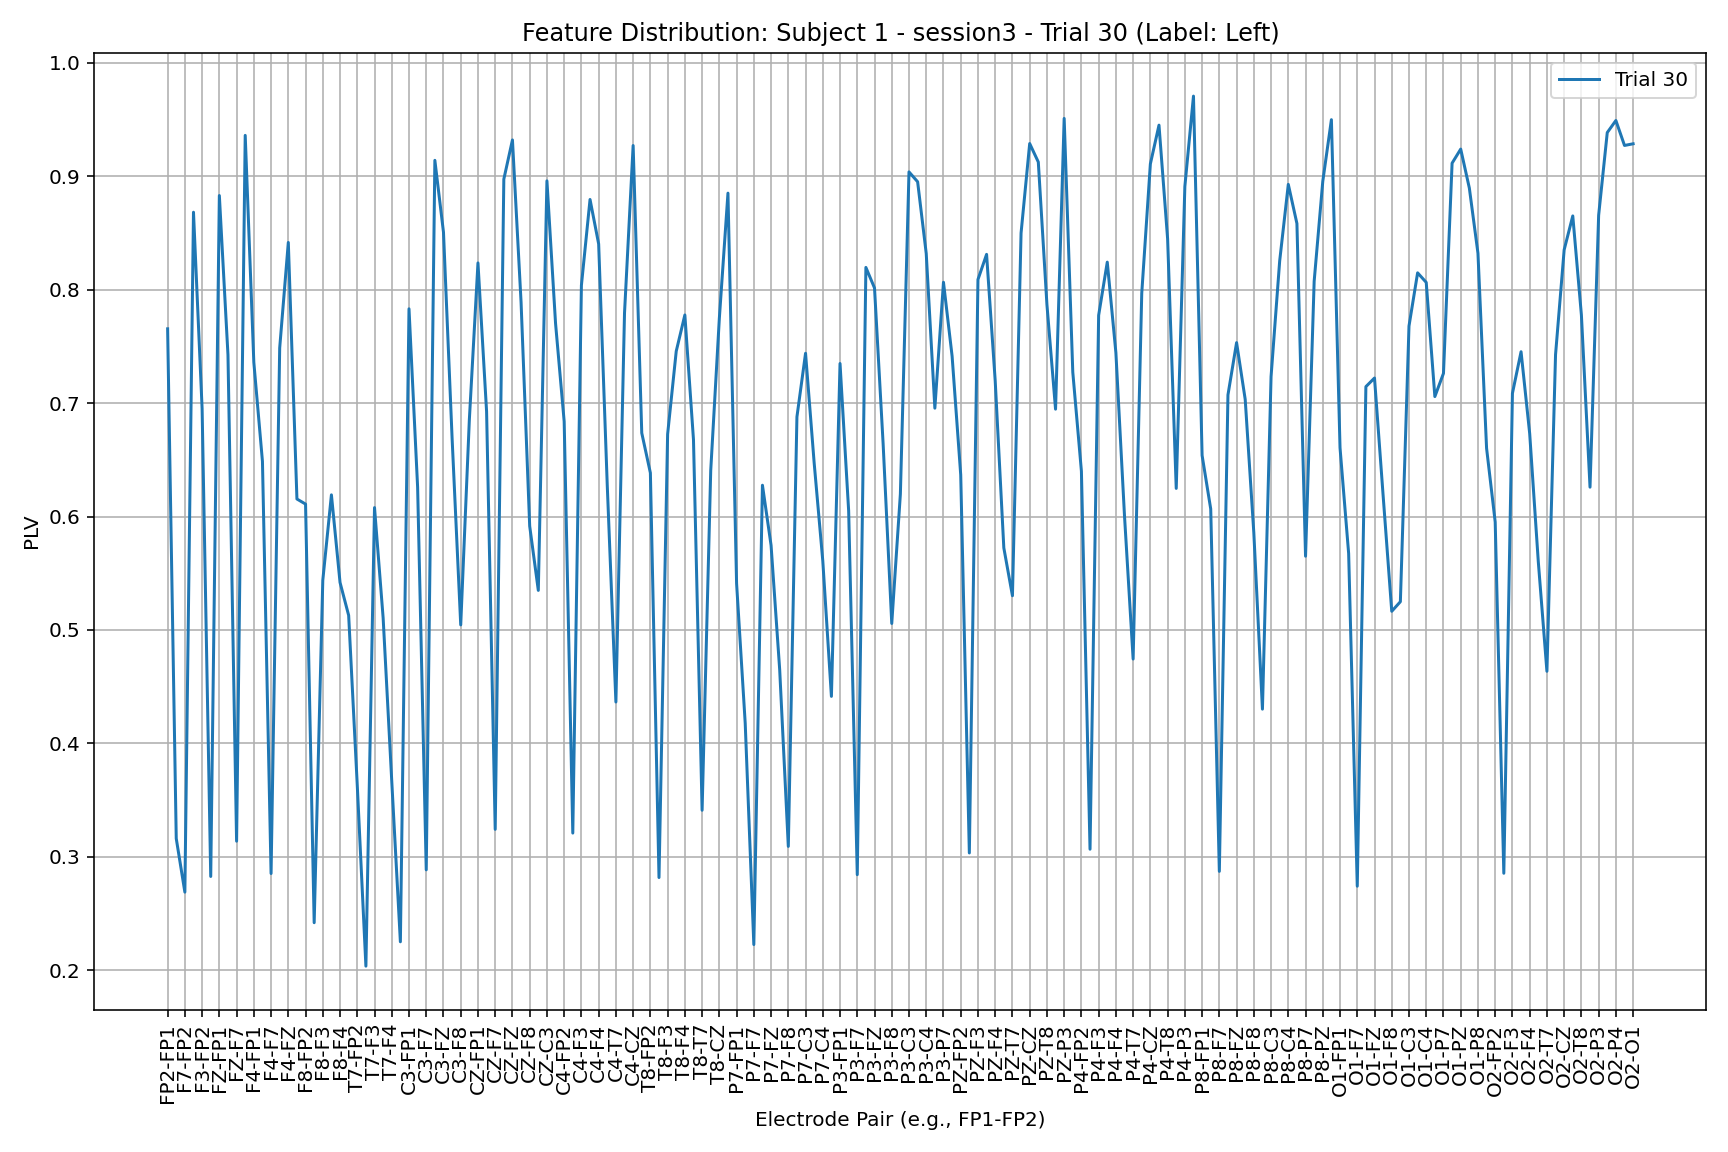 Feature Distribution: Subject 1 - session3 - Trial 30 (Label: Left)
Trial 30
1.0
0.9
0.8
0.7
0.6
0.5
0.4
0.3
0.2
PLV
FP2-FP1
F7-FP2
F3-FP2
FZ-FP1
FZ-F7
F4-FP1
F4-F7
F4-FZ
F8-FP2
F8-F3
F8-F4
T7-FP2
T7-F3
T7-F4
C3-FP1
C3-F7
C3-FZ
C3-F8
CZ-FP1
CZ-F7
CZ-FZ
CZ-F8
CZ-C3
C4-FP2
C4-F3
C4-F4
C4-T7
C4-CZ
T8-FP2
T8-F3
T8-F4
T8-T7
T8-CZ
P7-FP1
P7-F7
P7-FZ
P7-F8
P7-C3
P7-C4
P3-FP1
P3-F7
P3-FZ
P3-F8
P3-C3
P3-C4
P3-P7
PZ-FP2
PZ-F3
PZ-F4
PZ-T7
PZ-CZ
PZ-T8
PZ-P3
P4-FP2
P4-F3
P4-F4
P4-T7
P4-CZ
P4-T8
P4-P3
P8-FP1
P8-F7
P8-FZ
P8-F8
P8-C3
P8-C4
P8-P7
P8-PZ
O1-FP1
O1-F7
O1-FZ
O1-F8
O1-C3
O1-C4
O1-P7
O1-PZ
O1-P8
O2-FP2
O2-F3
O2-F4
O2-T7
O2-CZ
O2-T8
O2-P3
O2-P4
O2-O1
Electrode Pair (e.g., FP1-FP2)